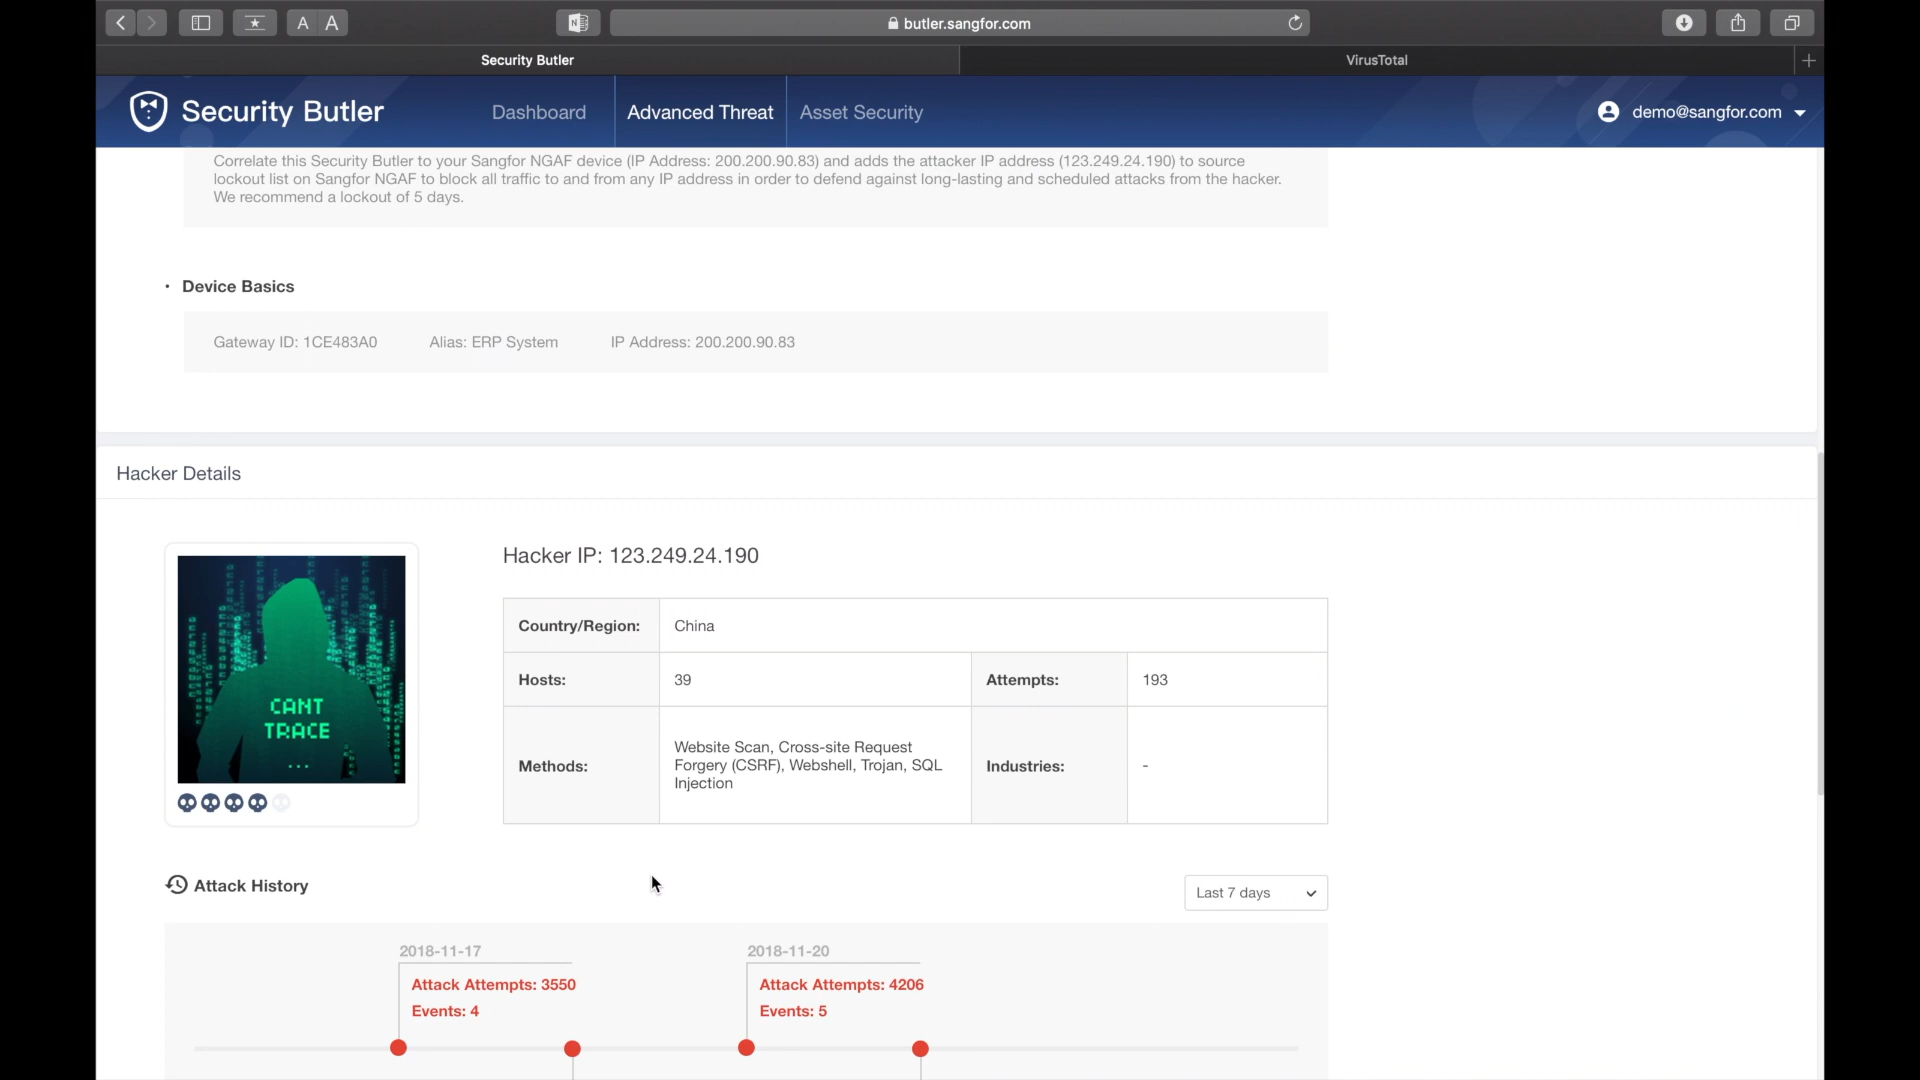 A A
butler.sangfor.com
Security Butler
VirusTotal
Security Butler
Dashboard
Advanced Threat
Asset Security
demo@sangfor.com
Correlate this Security Butler to your Sangfor NGAF device (IP Address: 200.200.90.83) and adds the attacker IP address (123.249.24.190) to source
lockout list on Sangfor NGAF to block all traffic to and from any IP address in order to defend against long-lasting and scheduled attacks from the hacker.
We recommend a lockout of 5 days.
Device Basics
Gateway ID: 1CE483A0
Alias: ERP System
IP Address: 200.200.90.83
Hacker Details
CANT
TRACE
...
Hacker IP: 123.249.24.190
Country/Region:
China
Hosts:
39
Attempts:
193
Methods:
Website Scan, Cross-site Request
Forgery (CSRF), Webshell, Trojan, SQL
Injection
Industries:
-
Attack History
Last 7 days
2018-11-17
Attack Attempts: 3550
Events: 4
2018-11-20
Attack Attempts: 4206
Events: 5